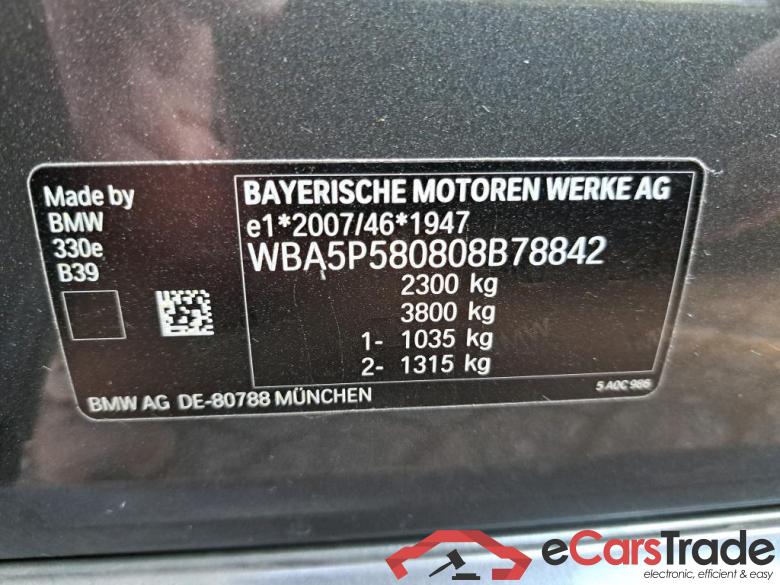 Made by
BMW
330e
B39
BAYERISCHE MOTOREN WERKE AG
e1*2007/46*1947
WBA5P580808B78842
2300 kg
3800 kg
1- 1035 kg
2- 1315 kg
BMW AG DE-80788 MÜNCHEN
5 A0C 986
eCarsTrade
electronic, efficient & easy